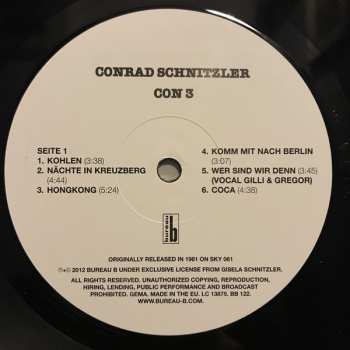 CONRAD SCHNITZLER
CON 3
SEITE 1
1. KOHLEN (3:38)
2. NÄCHTE IN KREUZBERG
(4:44)
3. HONGKONG (5:24)
4. KOMM MIT NACH BERLIN
(3:07)
5. WER SIND WIR DENN (3:45)
(VOCAL GILLI & GREGOR)
6. COCA (4:38)
bureau b
ORIGINALLY RELEASED IN 1981 ON SKY 061
℗+© 2012 BUREAU B UNDER EXCLUSIVE LICENSE FROM GISELA SCHNITZLER.
ALL RIGHTS RESERVED. UNAUTHORIZED COPYING, REPRODUCTION,
HIRING, LENDING, PUBLIC PERFORMANCE AND BROADCAST
PROHIBITED. GEMA. MADE IN THE EU. LC 13875. BB 122.
WWW.BUREAU-B.COM